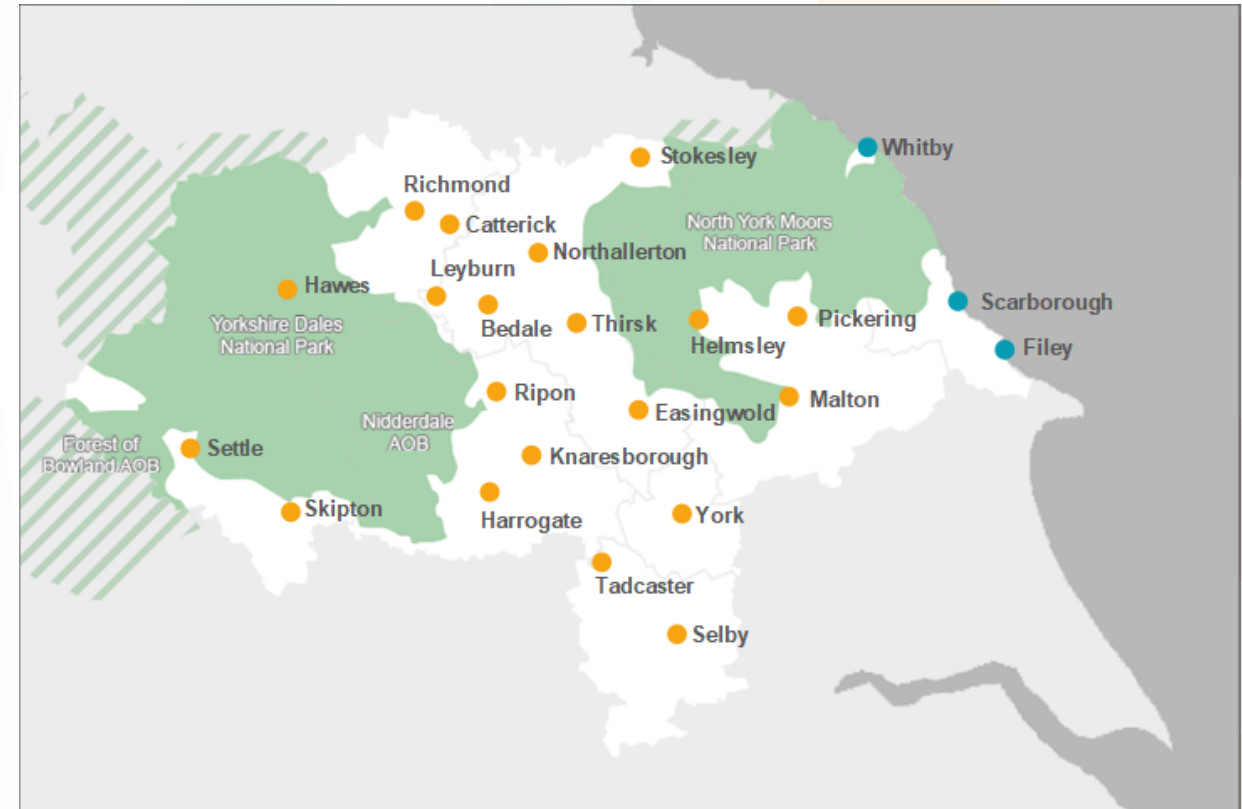 Whitby
Stokesley
Richmond
North York Moors
National Park
Catterick
Northallerton
Leyburn
Hawes
Scarborough
Yorkshire Dales
National Park
Bedale
Thirsk
Helmsley
Pickering
Filey
Ripon
Malton
Easingwold
Nidderdale
AOB
Forest of
Bowland AOB
Settle
Knaresborough
Skipton
Harrogate
York
Tadcaster
Selby